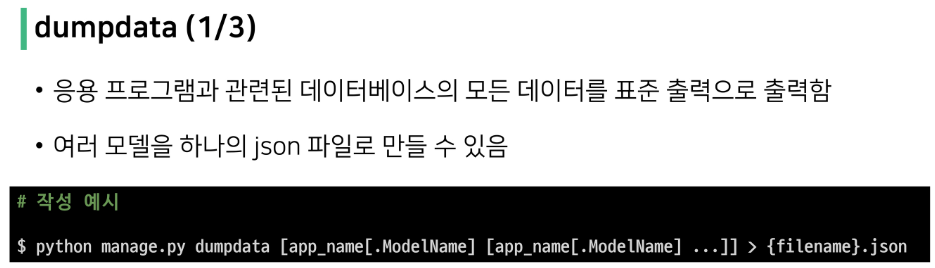 dumpdata (1/3)
• 응용 프로그램과 관련된 데이터베이스의 모든 데이터를 표준 출력으로 출력함
• 여러 모델을 하나의 json 파일로 만들 수 있음
# 작성 예시
$ python manage.py dumpdata [app_name[.ModelName] [app_name[.ModelName] ...]] > {filename}.json